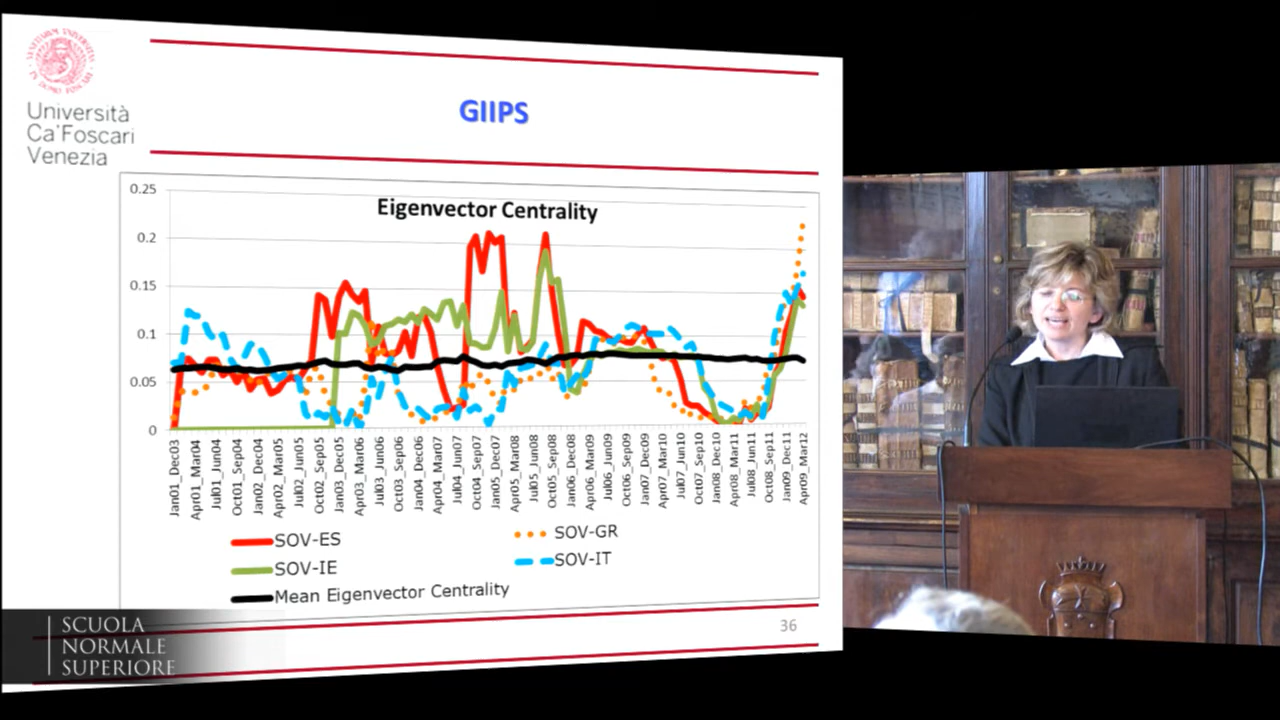 Università
Ca'Foscari
Venezia
GIIPS
Eigenvector Centrality
0.25
0.2
0.15
0.1
0.05
0
Jan01_Dec03
Apr01_Mar04
Jul01_Jun04
Oct01_Sep04
Jan02_Dec04
Apr02_Mar05
Jul02_Jun05
Oct02_Sep05
Jan03_Dec05
Apr03_Mar06
Jul03_Jun06
Oct03_Sep06
Jan04_Dec06
Apr04_Mar07
Jul04_Jun07
Oct04_Sep07
Jan05_Dec07
Apr05_Mar08
Jul05_Jun08
Oct05_Sep08
Jan06_Dec08
Apr06_Mar09
Jul06_Jun09
Oct06_Sep09
Jan07_Dec09
Apr07_Mar10
Jul07_Jun10
Oct07_Sep10
Jan08_Dec10
Apr08_Mar11
Jul08_Jun11
Oct08_Sep11
Jan09_Dec11
Apr09_Mar12
SOV-ES
SOV-GR
SOV-IE
SOV-IT
Mean Eigenvector Centrality
36
SCUOLA
NORMALE
SUPERIORE